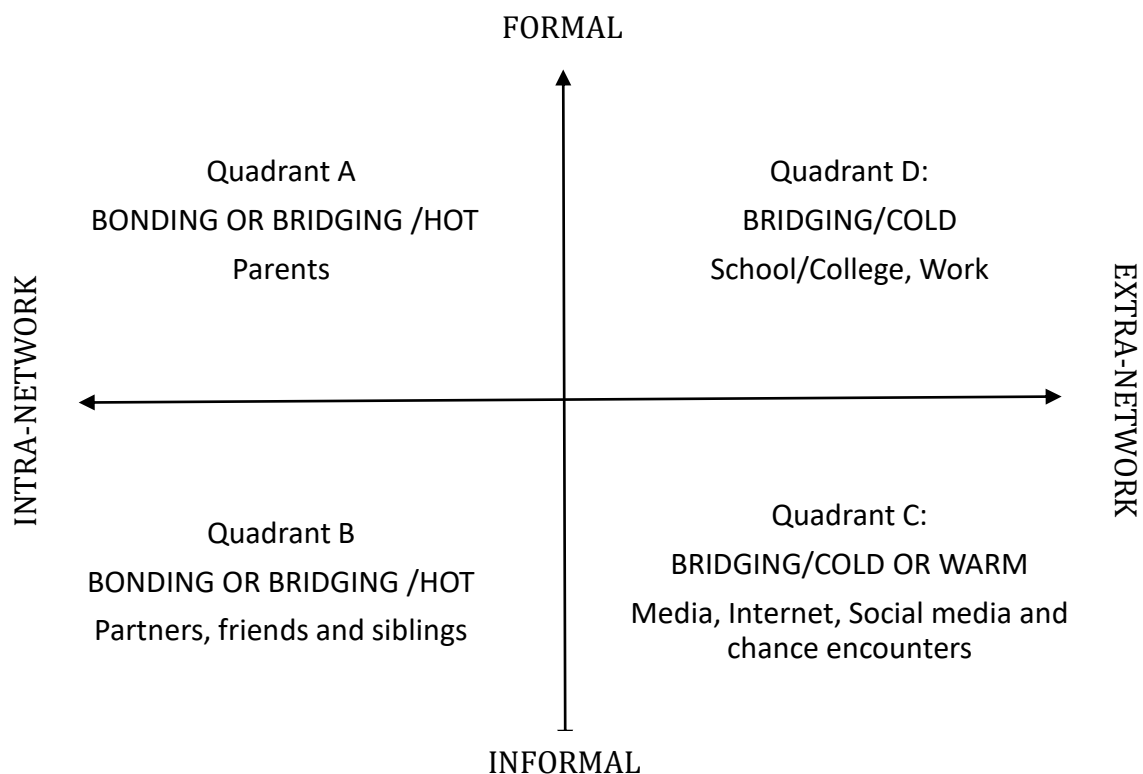 FORMAL
Quadrant A
BONDING OR BRIDGING /HOT
Parents
Quadrant D:
BRIDGING/COLD
School/College, Work
INTRA-NETWORK
EXTRA-NETWORK
Quadrant B
BONDING OR BRIDGING /HOT
Partners, friends and siblings
Quadrant C:
BRIDGING/COLD OR WARM
Media, Internet, Social media and
chance encounters
INFORMAL